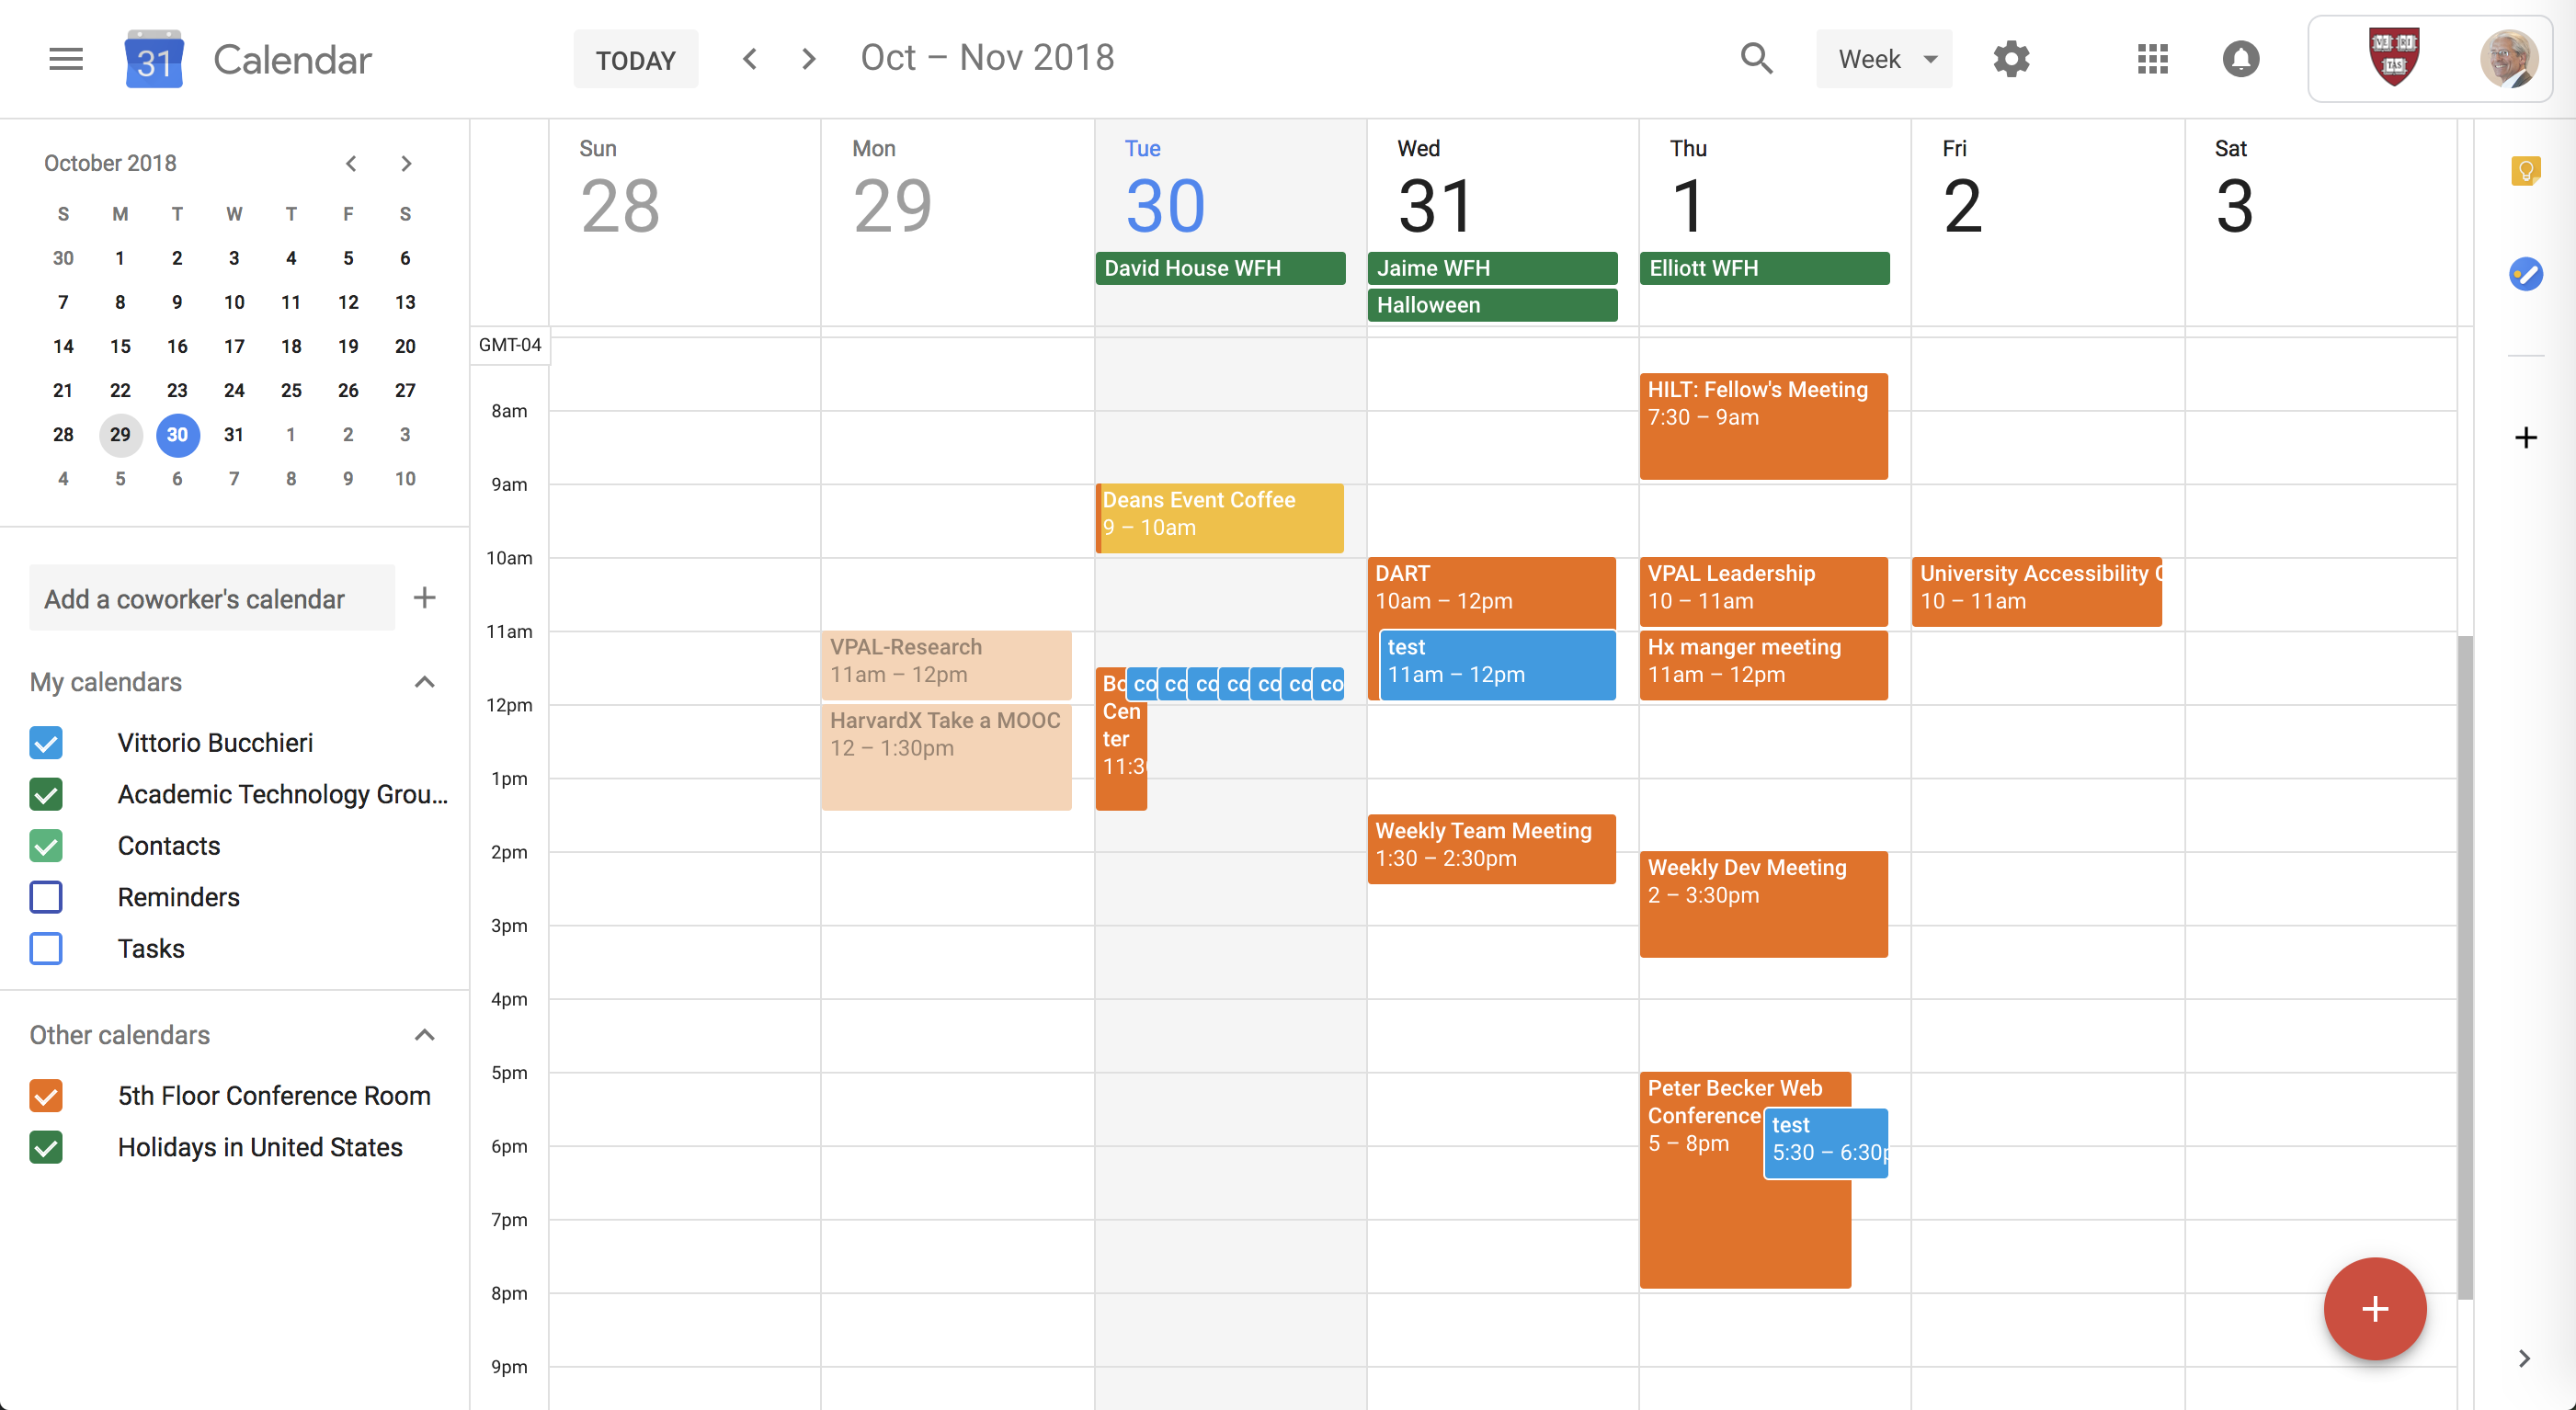 31 Calendar
TODAY
Oct – Nov 2018
Week
VE RI
TAS
October 2018
S M T W T F S
30 1 2 3 4 5 6
7 8 9 10 11 12 13
14 15 16 17 18 19 20
21 22 23 24 25 26 27
28 29 30 31 1 2 3
4 5 6 7 8 9 10
Add a coworker's calendar
My calendars
Vittorio Bucchieri
Academic Technology Grou...
Contacts
Reminders
Tasks
Other calendars
5th Floor Conference Room
Holidays in United States
Sun
28
Mon
29
Tue
30
Wed
31
Thu
1
Fri
2
Sat
3
David House WFH
Jaime WFH
Elliott WFH
Halloween
GMT-04
8am
9am
10am
11am
12pm
1pm
2pm
3pm
4pm
5pm
6pm
7pm
8pm
9pm
VPAL-Research
11am – 12pm
HarvardX Take a MOOC
12 – 1:30pm
Deans Event Coffee
9 – 10am
Bo co co co co co co co
Cen
ter
11:3
DART
10am – 12pm
test
11am – 12pm
Weekly Team Meeting
1:30 – 2:30pm
HILT: Fellow's Meeting
7:30 – 9am
VPAL Leadership
10 – 11am
Hx manger meeting
11am – 12pm
Weekly Dev Meeting
2 – 3:30pm
Peter Becker Web
Conference
5 – 8pm
test
5:30 – 6:30p
University Accessibility C
10 – 11am